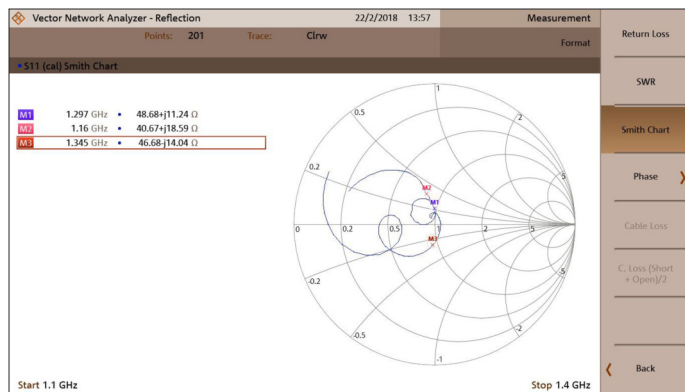 Vector Network Analyzer - Reflection 22/2/2018 13:57 Measurement
Points: 201 Trace: Clrw
Format
S11 (cal) Smith Chart
M1 1.297 GHz • 48.68+j11.24 Ω
M2 1.16 GHz • 40.67+j18.59 Ω
M3 1.345 GHz • 46.68-j14.04 Ω
1
0.5
2
0.2
5
M2
M1
0 0.2 0.5 1 2 5
M3
-0.2
-5
-0.5
-2
-1
Start 1.1 GHz Stop 1.4 GHz
Return Loss
SWR
Smith Chart
Phase
Cable Loss
C. Loss (Short
+ Open)/2
Back